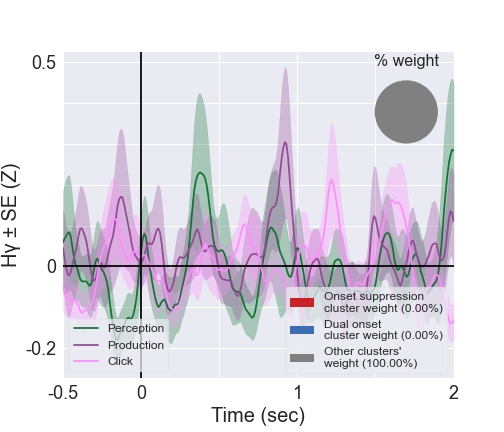 % weight
0.5
0
-0.2
Hγ ± SE (Z)
Perception
Production
Click
Onset suppression
cluster weight (0.00%)
Dual onset
cluster weight (0.00%)
Other clusters'
weight (100.00%)
-0.5 0 1 2
Time (sec)